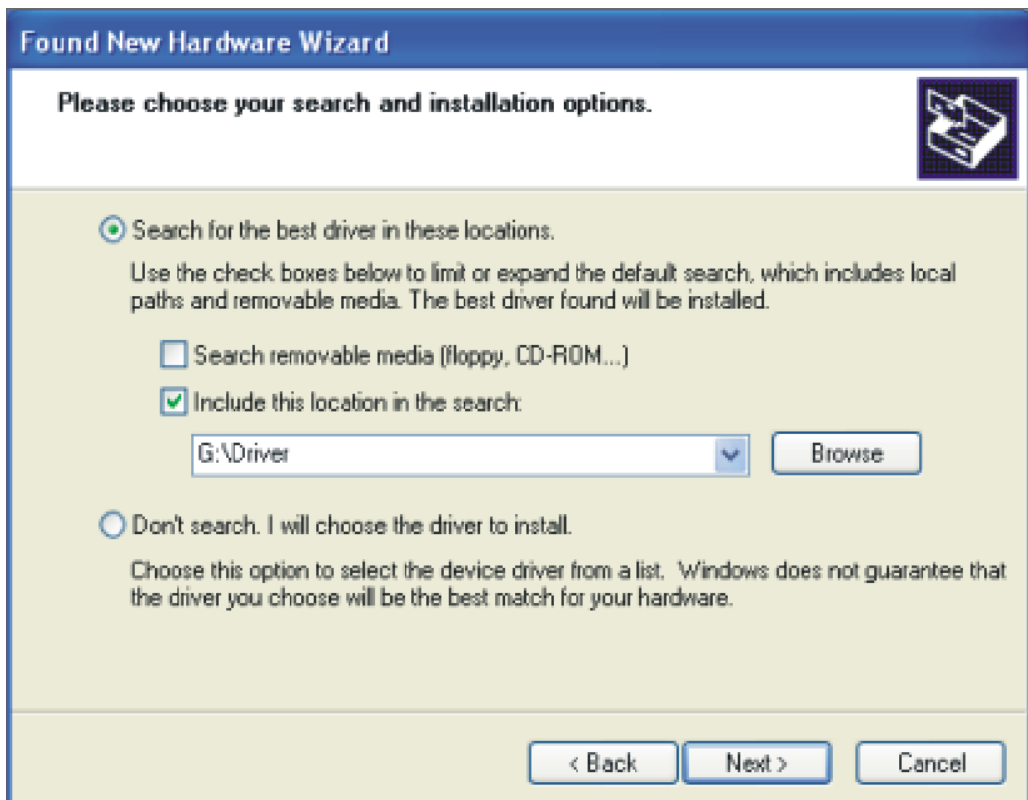 Found New Hardware Wizard
Please choose your search and installation options.
Search for the best driver in these locations.
Use the check boxes below to limit or expand the default search, which includes local
paths and removable media. The best driver found will be installed.
Search removable media (floppy, CD-ROM...)
Include this location in the search:
G:\Driver
Browse
Don't search. I will choose the driver to install.
Choose this option to select the device driver from a list. Windows does not guarantee that
the driver you choose will be the best match for your hardware.
< Back
Next >
Cancel